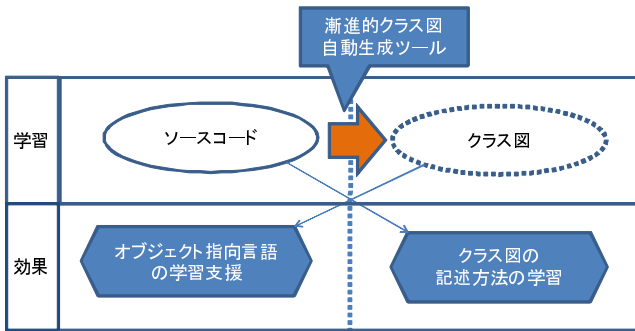 漸進的クラス図
自動生成ツール
学習
ソースコード
クラス図
効果
オブジェクト指向言語
の学習支援
クラス図の
記述方法の学習